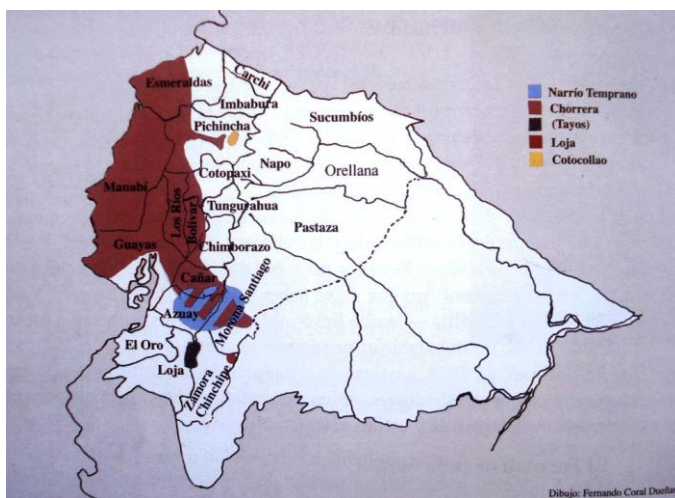 Esmeraldas
Carchi
Imbabura
Pichincha
Sucumbíos
Napo
Orellana
Cotopaxi
Manabí
Los Ríos
Bolívar
Tungurahua
Pastaza
Guayas
Chimborazo
Cañar
Morona Santiago
Azuay
El Oro
Loja
Zamora
Chinchipe
Narrío Temprano
Chorrera
(Tayos)
Loja
Cotocollao
Dibujo: Fernando Coral Dueñas